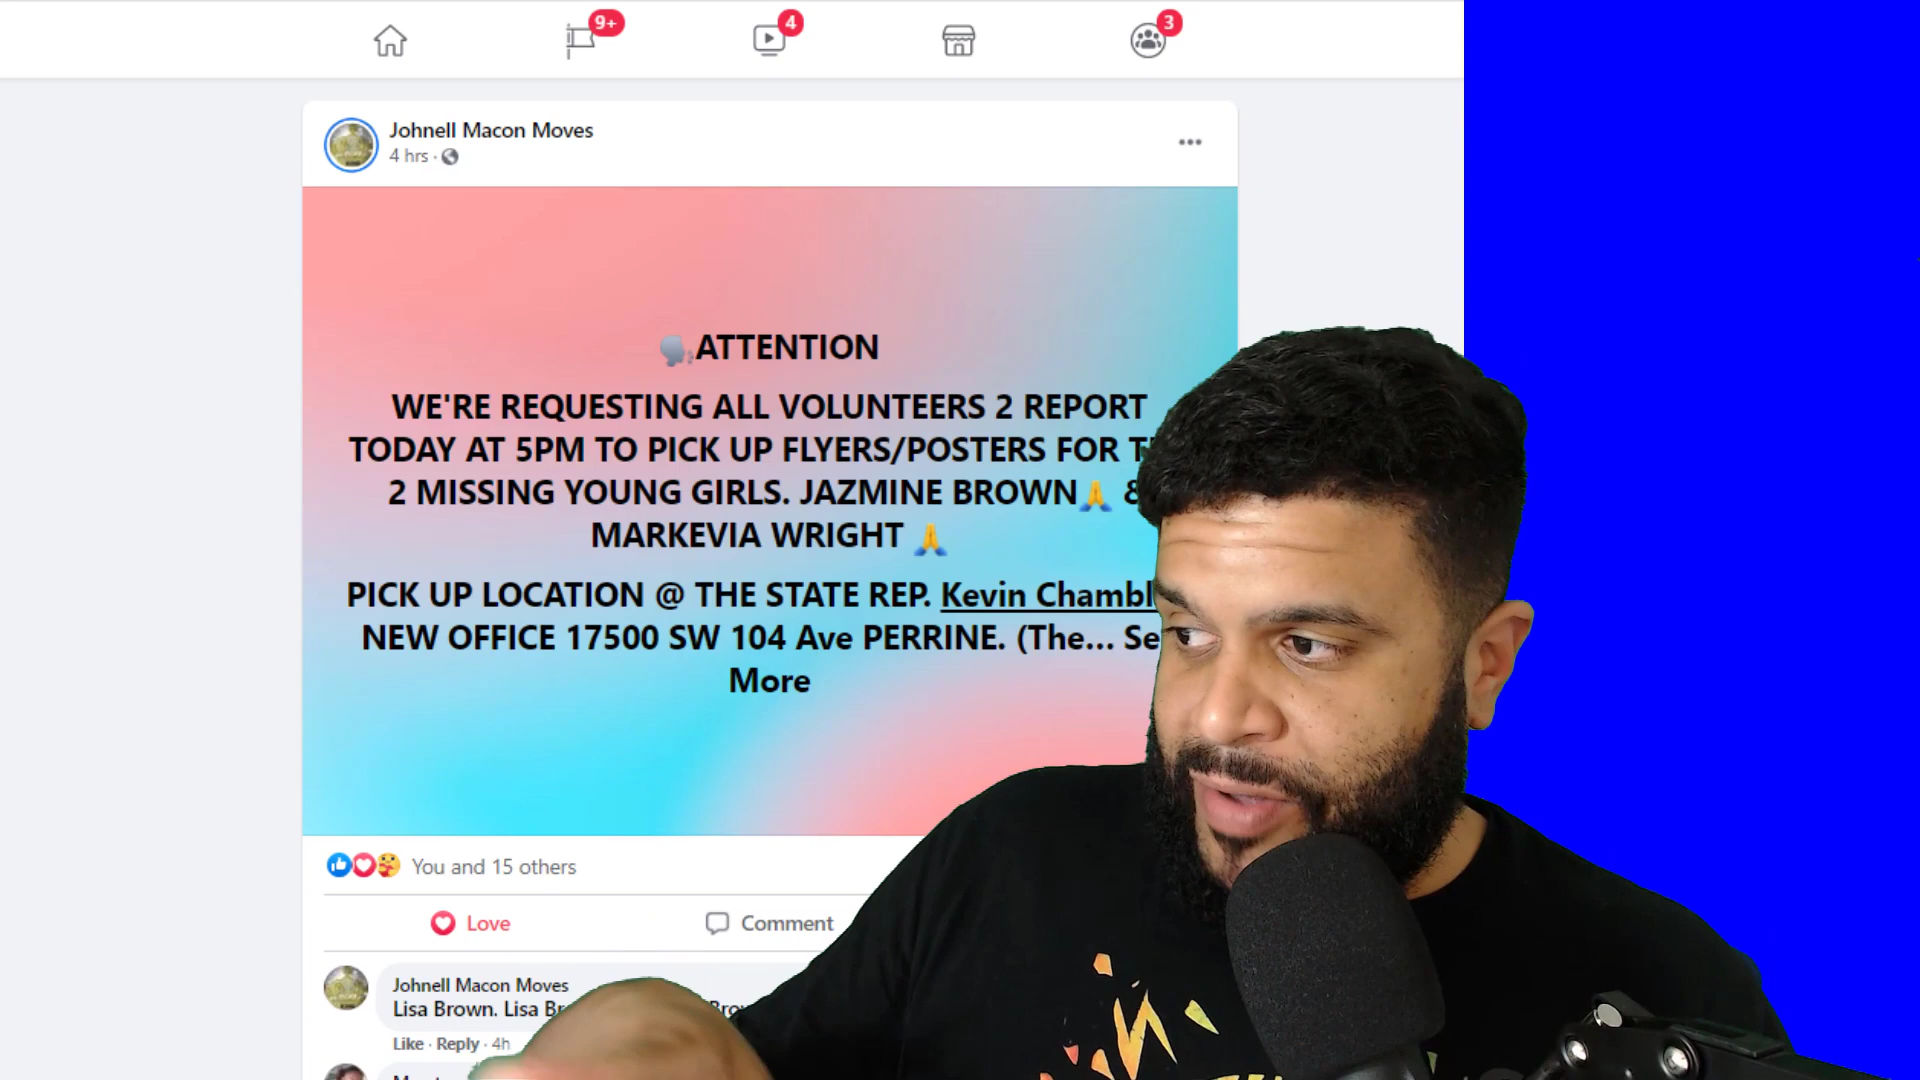 9+
4
3
Johnell Macon Moves
4 hrs ·
ATTENTION
WE'RE REQUESTING ALL VOLUNTEERS 2 REPORT
TODAY AT 5PM TO PICK UP FLYERS/POSTERS FOR
2 MISSING YOUNG GIRLS. JAZMINE BROWN🙏 &
MARKEVIA WRIGHT 🙏
PICK UP LOCATION @ THE STATE REP. Kevin
NEW OFFICE 17500 SW 104 Ave PERRINE. (The...
More
You and 15 others
Love
Comment
Johnell Macon Moves
Lisa Brown. Lisa
Like · Reply · 4h